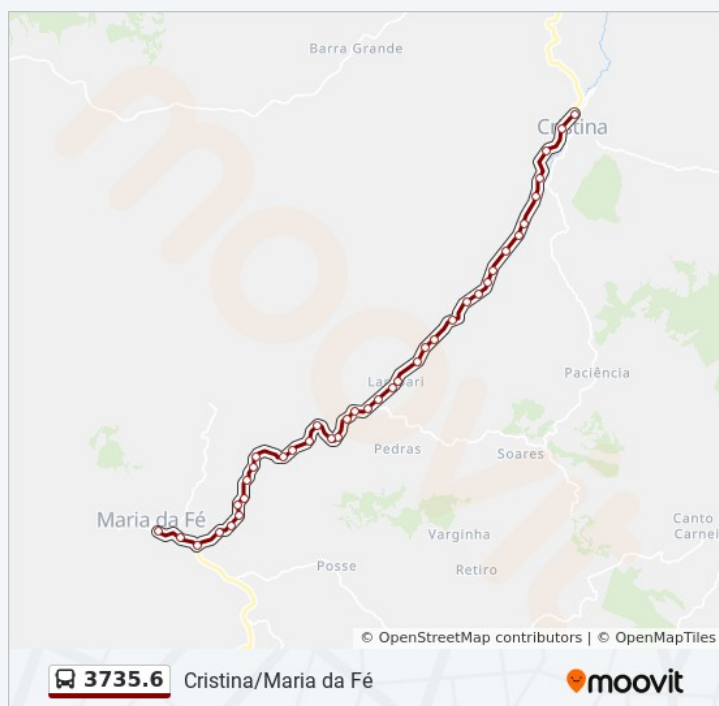 Barra Grande
Cristina
Paciência
Lambari
Pedras
Soares
Maria da Fé
Canto
Carnei
Varginha
Posse
Retiro
moovit
© OpenStreetMap contributors | © OpenMapTiles
3735.6 Cristina/Maria da Fé
moovit